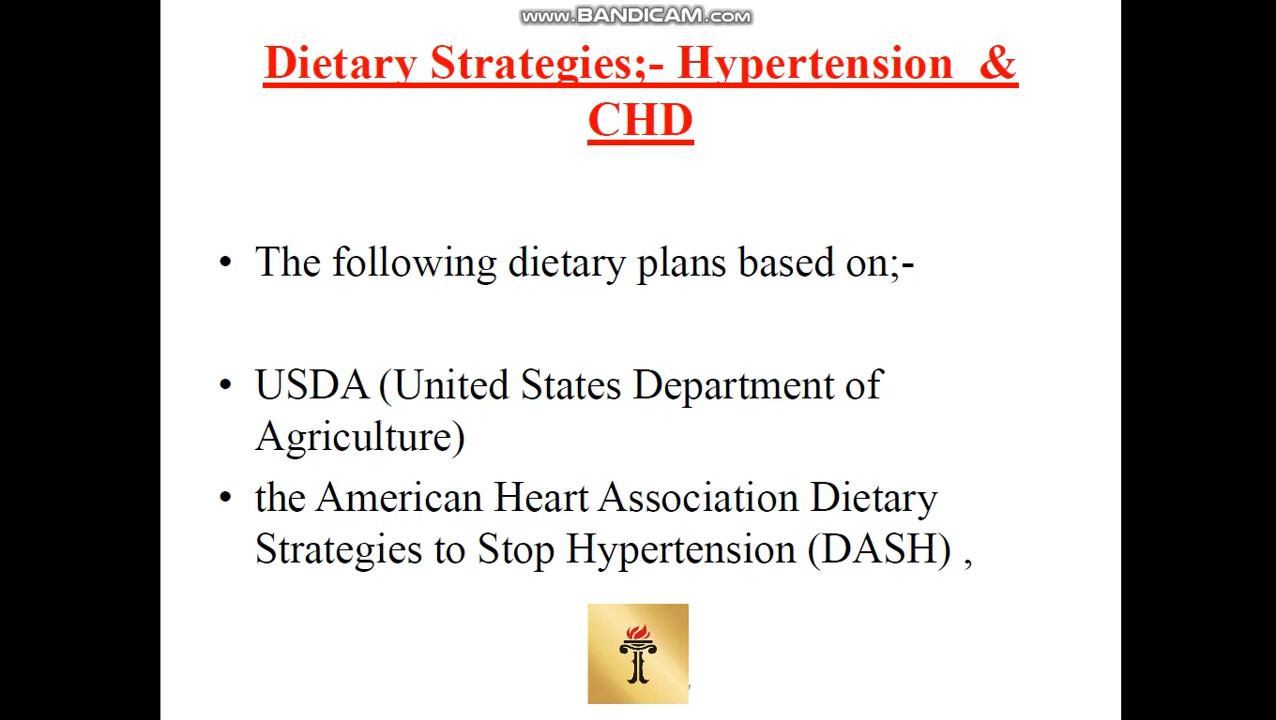 www.BANDICAM.com
Dietary Strategies;- Hypertension &
CHD
• The following dietary plans based on;-
• USDA (United States Department of
Agriculture)
• the American Heart Association Dietary
Strategies to Stop Hypertension (DASH) ,